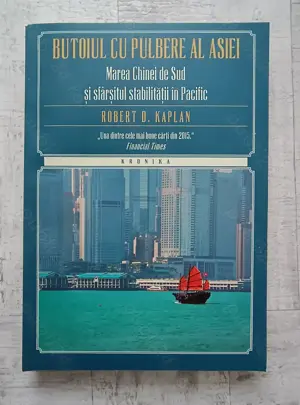 BUTOIUL CU PULBERE AL ASIEI
Marea Chinei de Sud
și sfârșitul stabilității în Pacific
ROBERT D. KAPLAN
„Una dintre cele mai bune cărți din 2015.”
Financial Times
KRONIKA